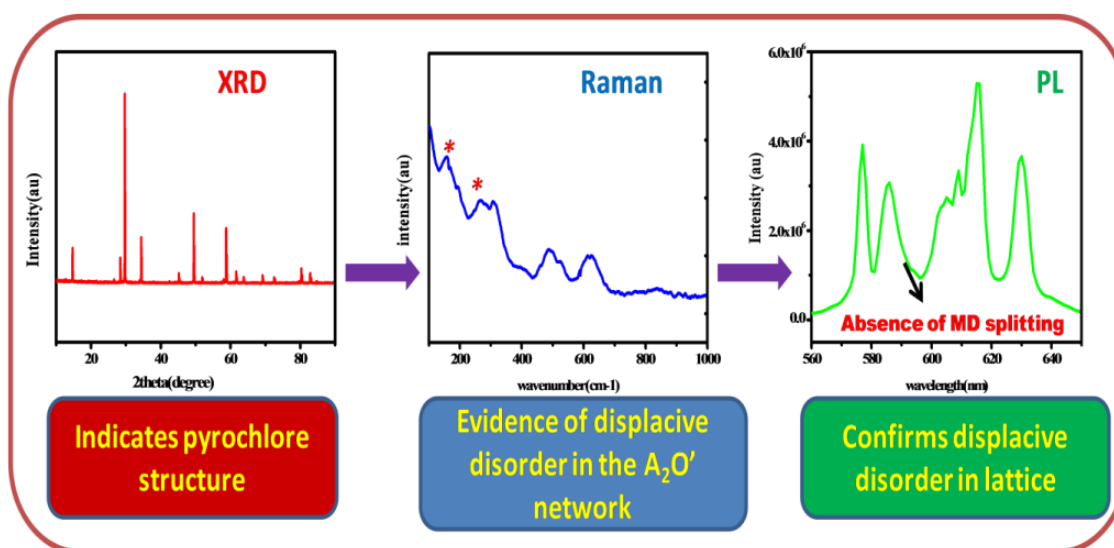 XRD
Intensity(au)
20
40
60
80
2theta(degree)
Raman
*
*
intensity(au)
200
400
600
800
1000
wavenumber(cm-1)
PL
6.0x10⁶
4.0x10⁶
2.0x10⁶
0.0
Intensity (au)
Absence of MD splitting
560
580
600
620
640
wavelength(nm)
Indicates pyrochlore
structure
Evidence of displacive
disorder in the A₂O’
network
Confirms displacive
disorder in lattice